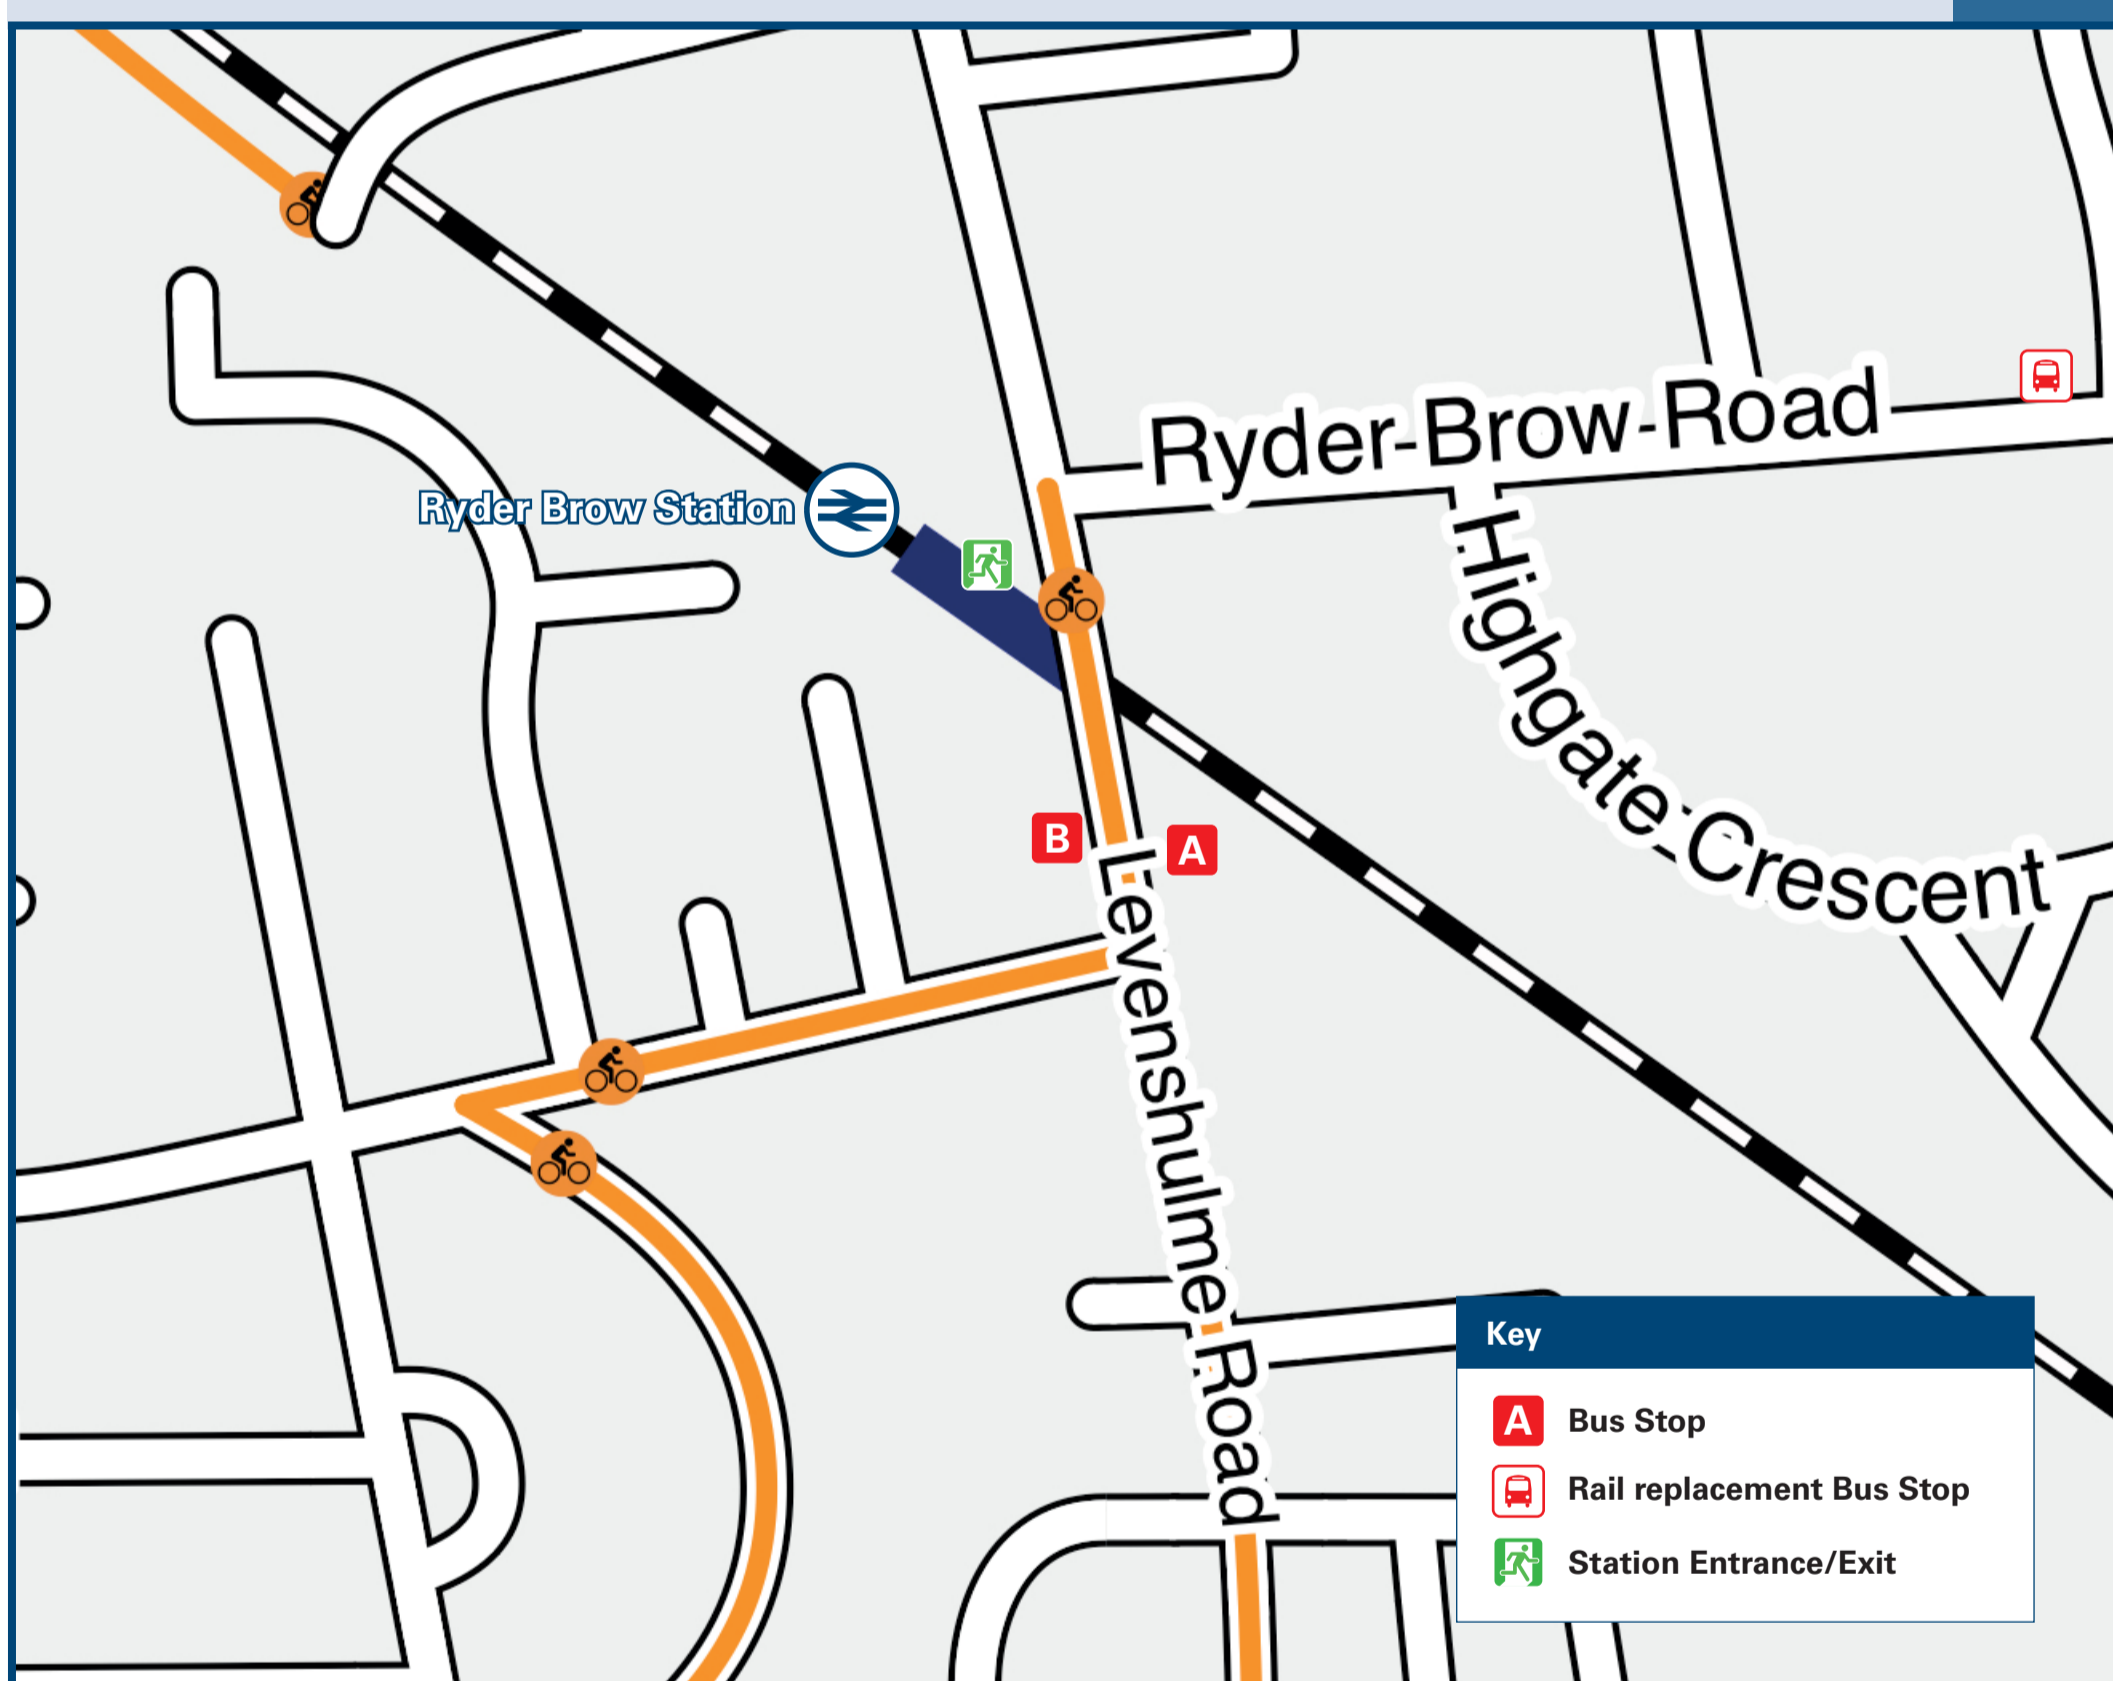 Ryder Brow Road
Ryder Brow Station
Highgate Crescent
B
A
Levenshulme Road
Key
A Bus Stop
Rail replacement Bus Stop
Station Entrance/Exit